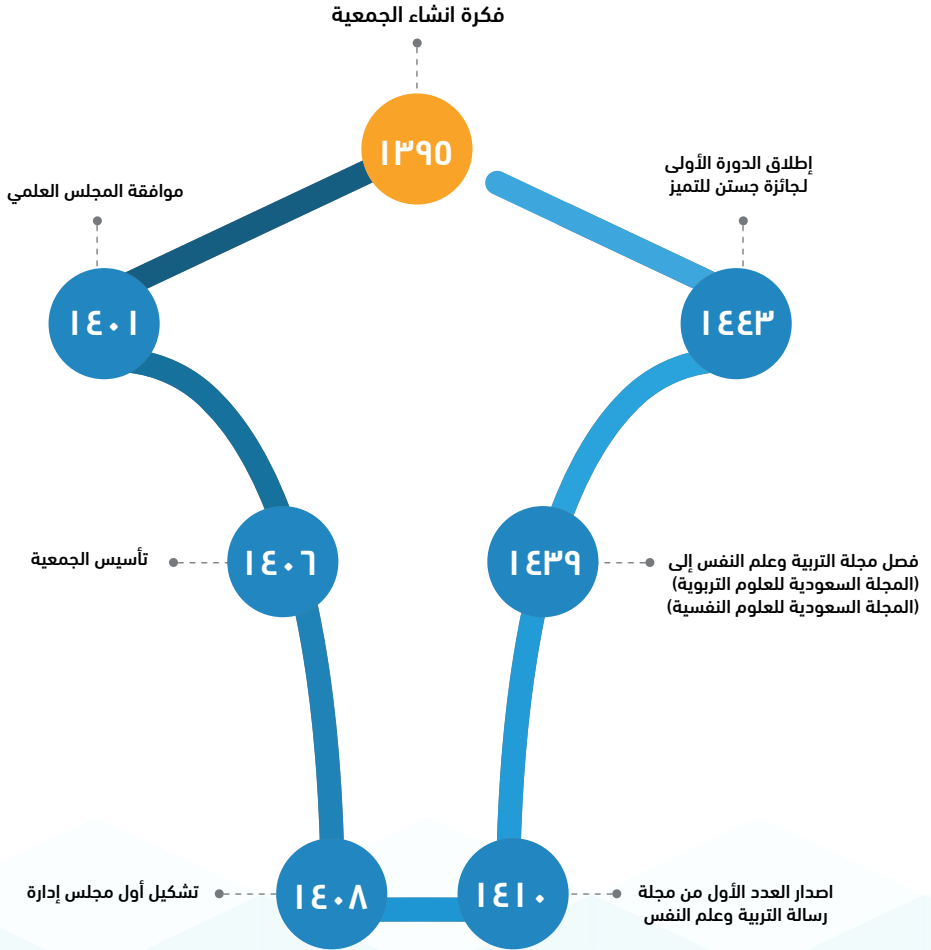 فكرة انشاء الجمعية
١٣٩٥
موافقة المجلس العلمي
١٤٠١
تأسيس الجمعية
١٤٠٦
تشكيل أول مجلس إدارة
١٤٠٨
اصدار العدد الأول من مجلة
رسالة التربية وعلم النفس
١٤١٠
فصل مجلة التربية وعلم النفس إلى
(المجلة السعودية للعلوم التربوية)
(المجلة السعودية للعلوم النفسية)
١٤٣٩
إطلاق الدورة الأولى
لجائزة جستن للتميز
١٤٤٣